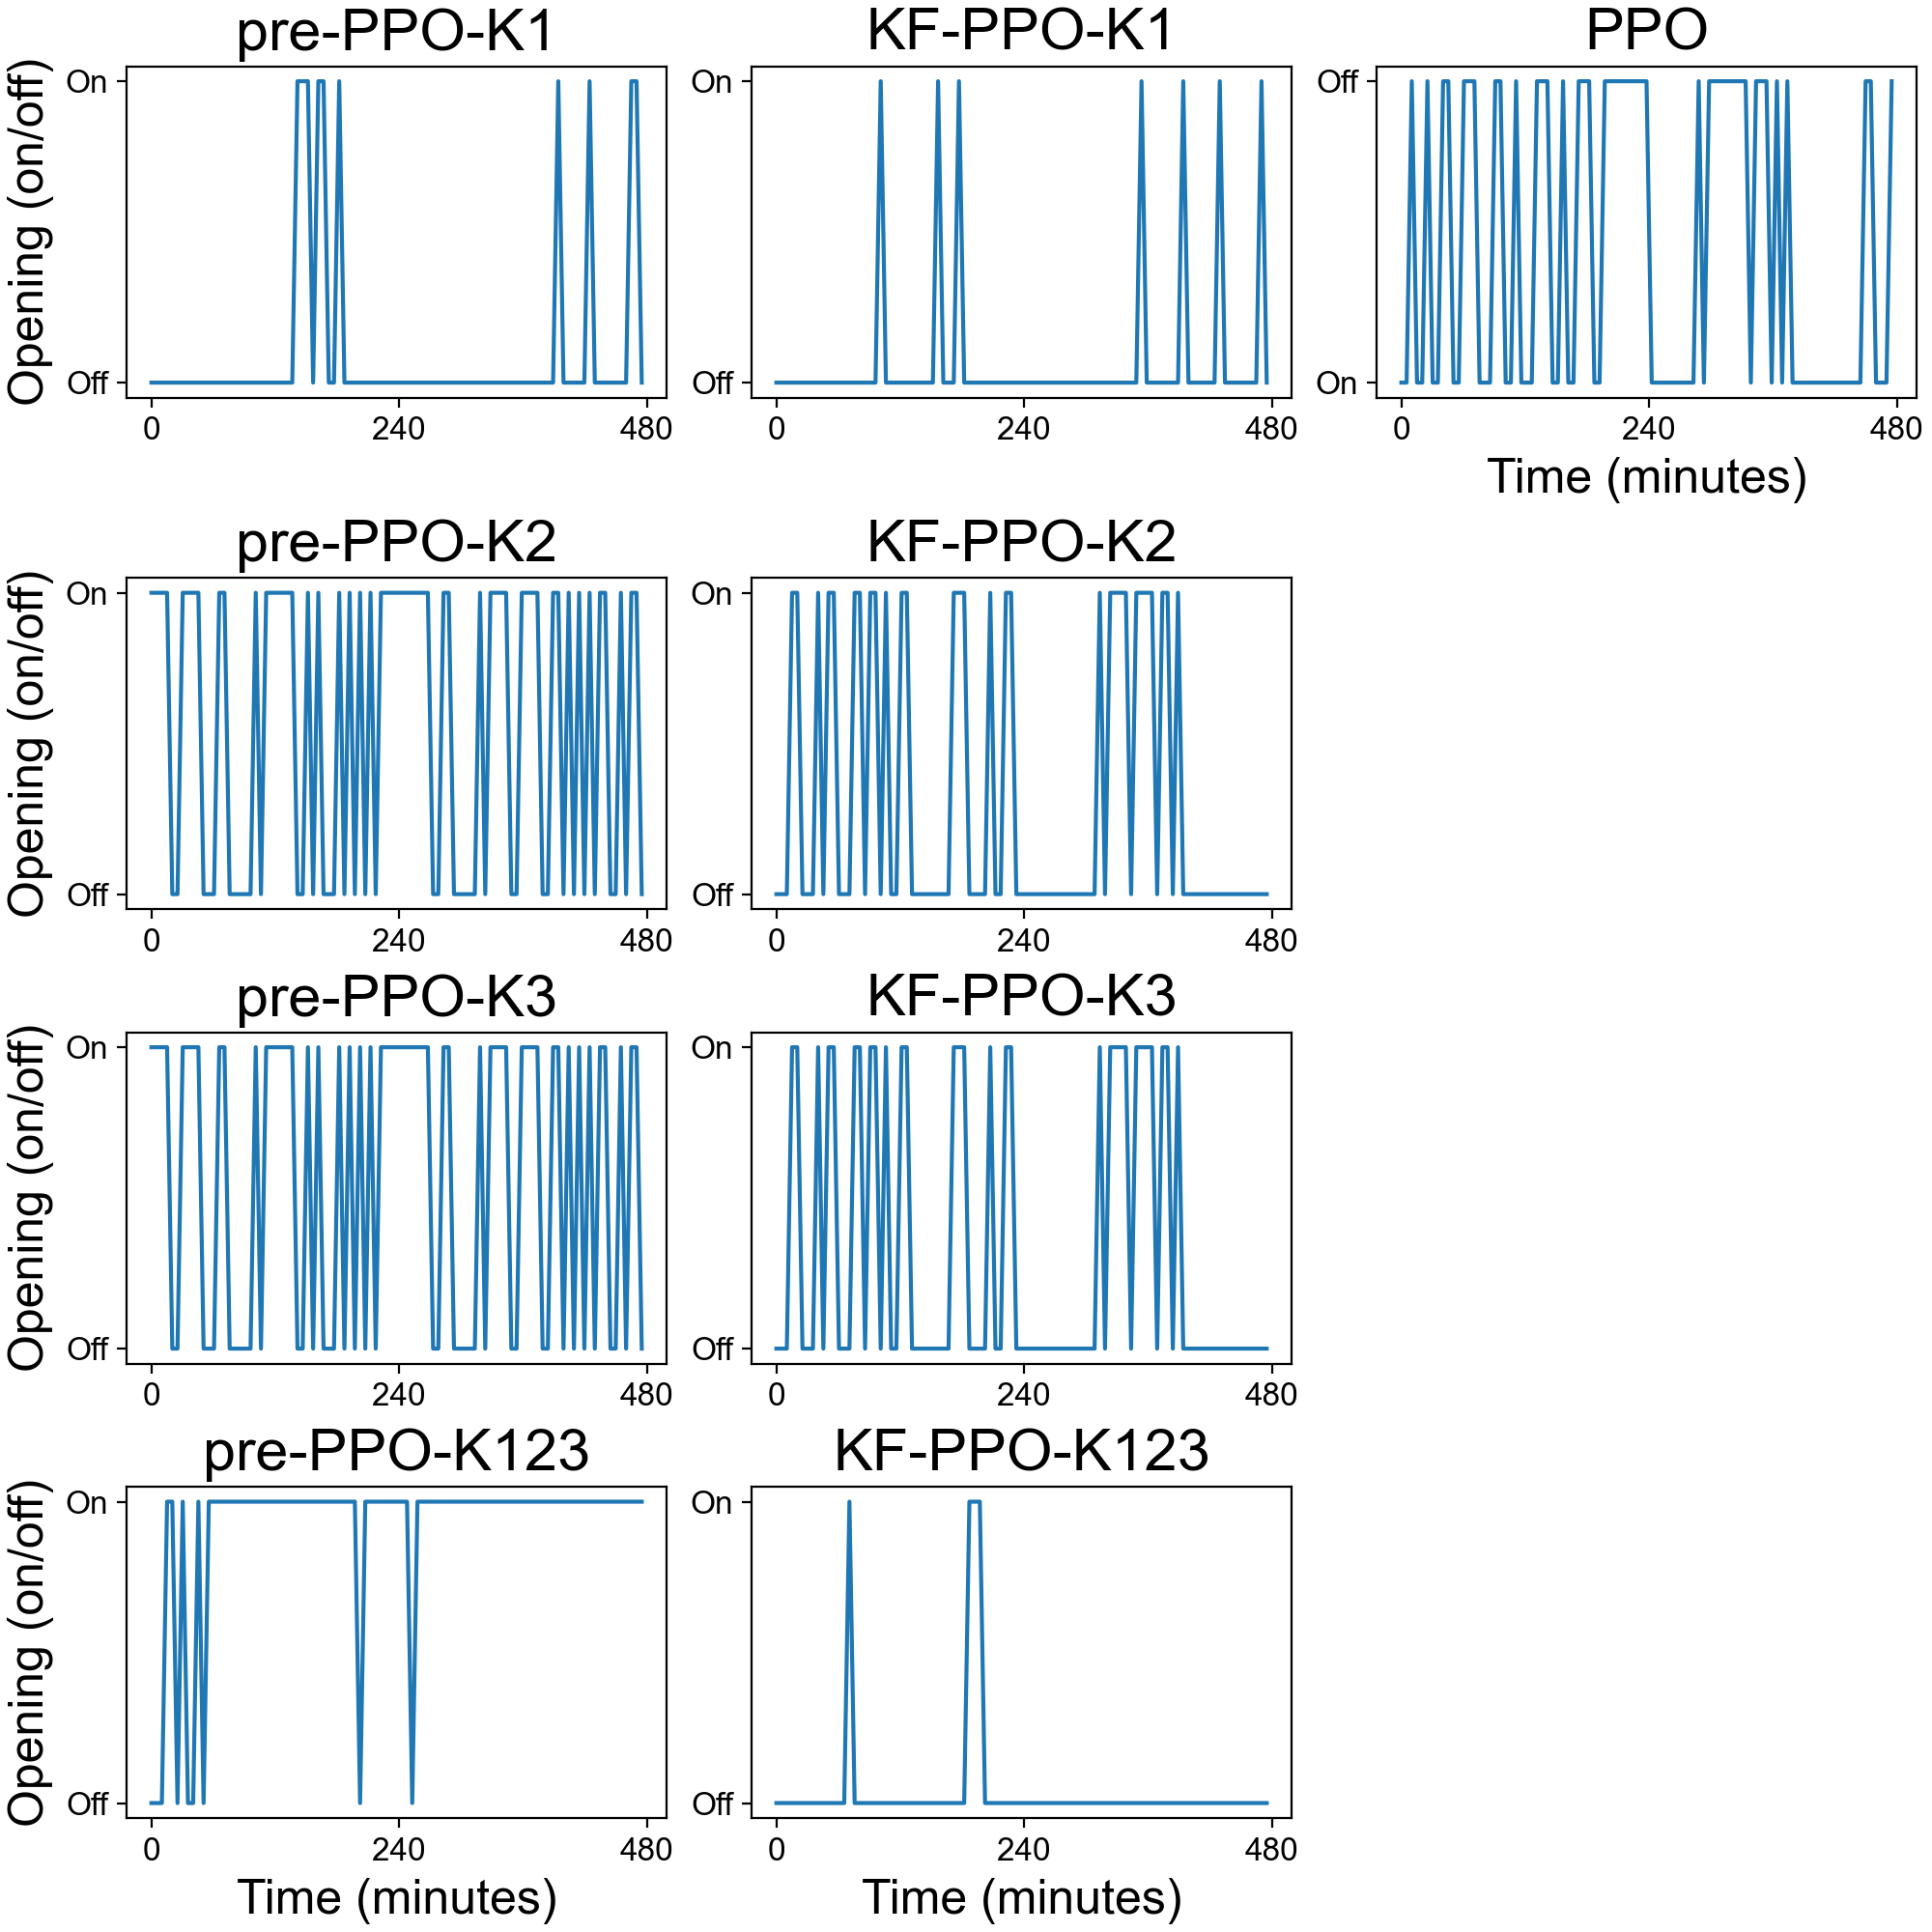 pre-PPO-K1
KF-PPO-K1
PPO
Opening (on/off)
On
Off
0 240 480
On
Off
0 240 480
Off
On
0 240 480
Time (minutes)
pre-PPO-K2
KF-PPO-K2
Opening (on/off)
On
Off
0 240 480
On
Off
0 240 480
pre-PPO-K3
KF-PPO-K3
Opening (on/off)
On
Off
0 240 480
On
Off
0 240 480
pre-PPO-K123
KF-PPO-K123
Opening (on/off)
On
Off
0 240 480
Time (minutes)
On
Off
0 240 480
Time (minutes)